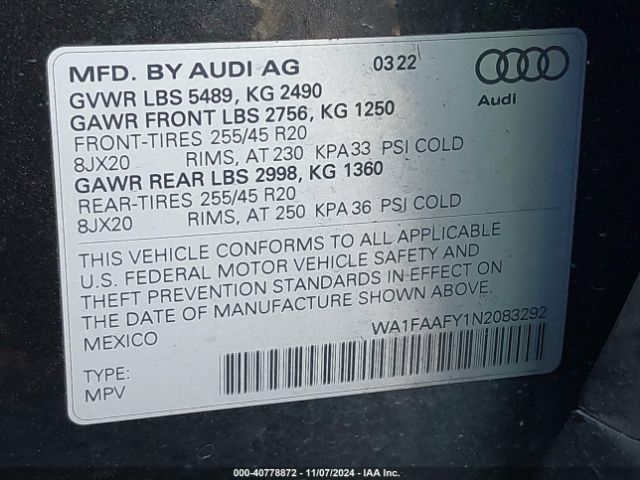 MFD. BY AUDI AG 0322
GVWR LBS 5489, KG 2490
GAWR FRONT LBS 2756, KG 1250
Audi
FRONT-TIRES 255/45 R20
8JX20 RIMS, AT 230 KPA 33 PSI COLD
GAWR REAR LBS 2998, KG 1360
REAR-TIRES 255/45 R20
8JX20 RIMS, AT 250 KPA 36 PSI COLD
THIS VEHICLE CONFORMS TO ALL APPLICABLE
U.S. FEDERAL MOTOR VEHICLE SAFETY AND
THEFT PREVENTION STANDARDS IN EFFECT ON
THE DATE OF MANUFACTURE SHOWN ABOVE.
MEXICO
WA1FAAFY1N2083292
TYPE:
MPV
000-40778872 - 11/07/2024 - IAA Inc.